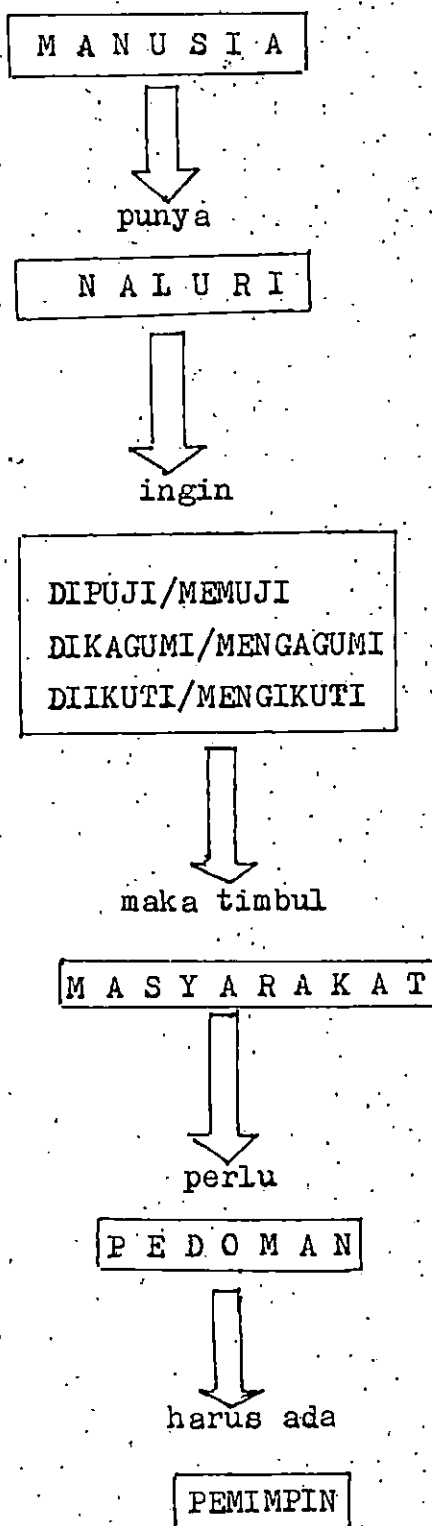 M A N U S I A
punya
N A L U R I
ingin
DIPUJI/MEMUJI
DIKAGUMI/MENGAGUMI
DIIKUTI/MENGIKUTI
maka timbul
M A S Y A R A K A T
perlu
P E D O M A N
harus ada
PEMIMPIN